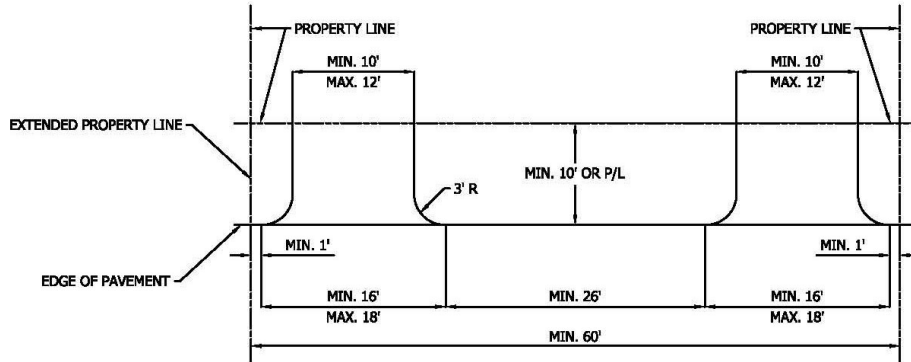 PROPERTY LINE
PROPERTY LINE
MIN. 10'
MAX. 12'
MIN. 10'
MAX. 12'
EXTENDED PROPERTY LINE
MIN. 10' OR P/L
3' R
MIN. 1'
MIN. 1'
EDGE OF PAVEMENT
MIN. 16'
MAX. 18'
MIN. 26'
MIN. 16'
MAX. 18'
MIN. 60'